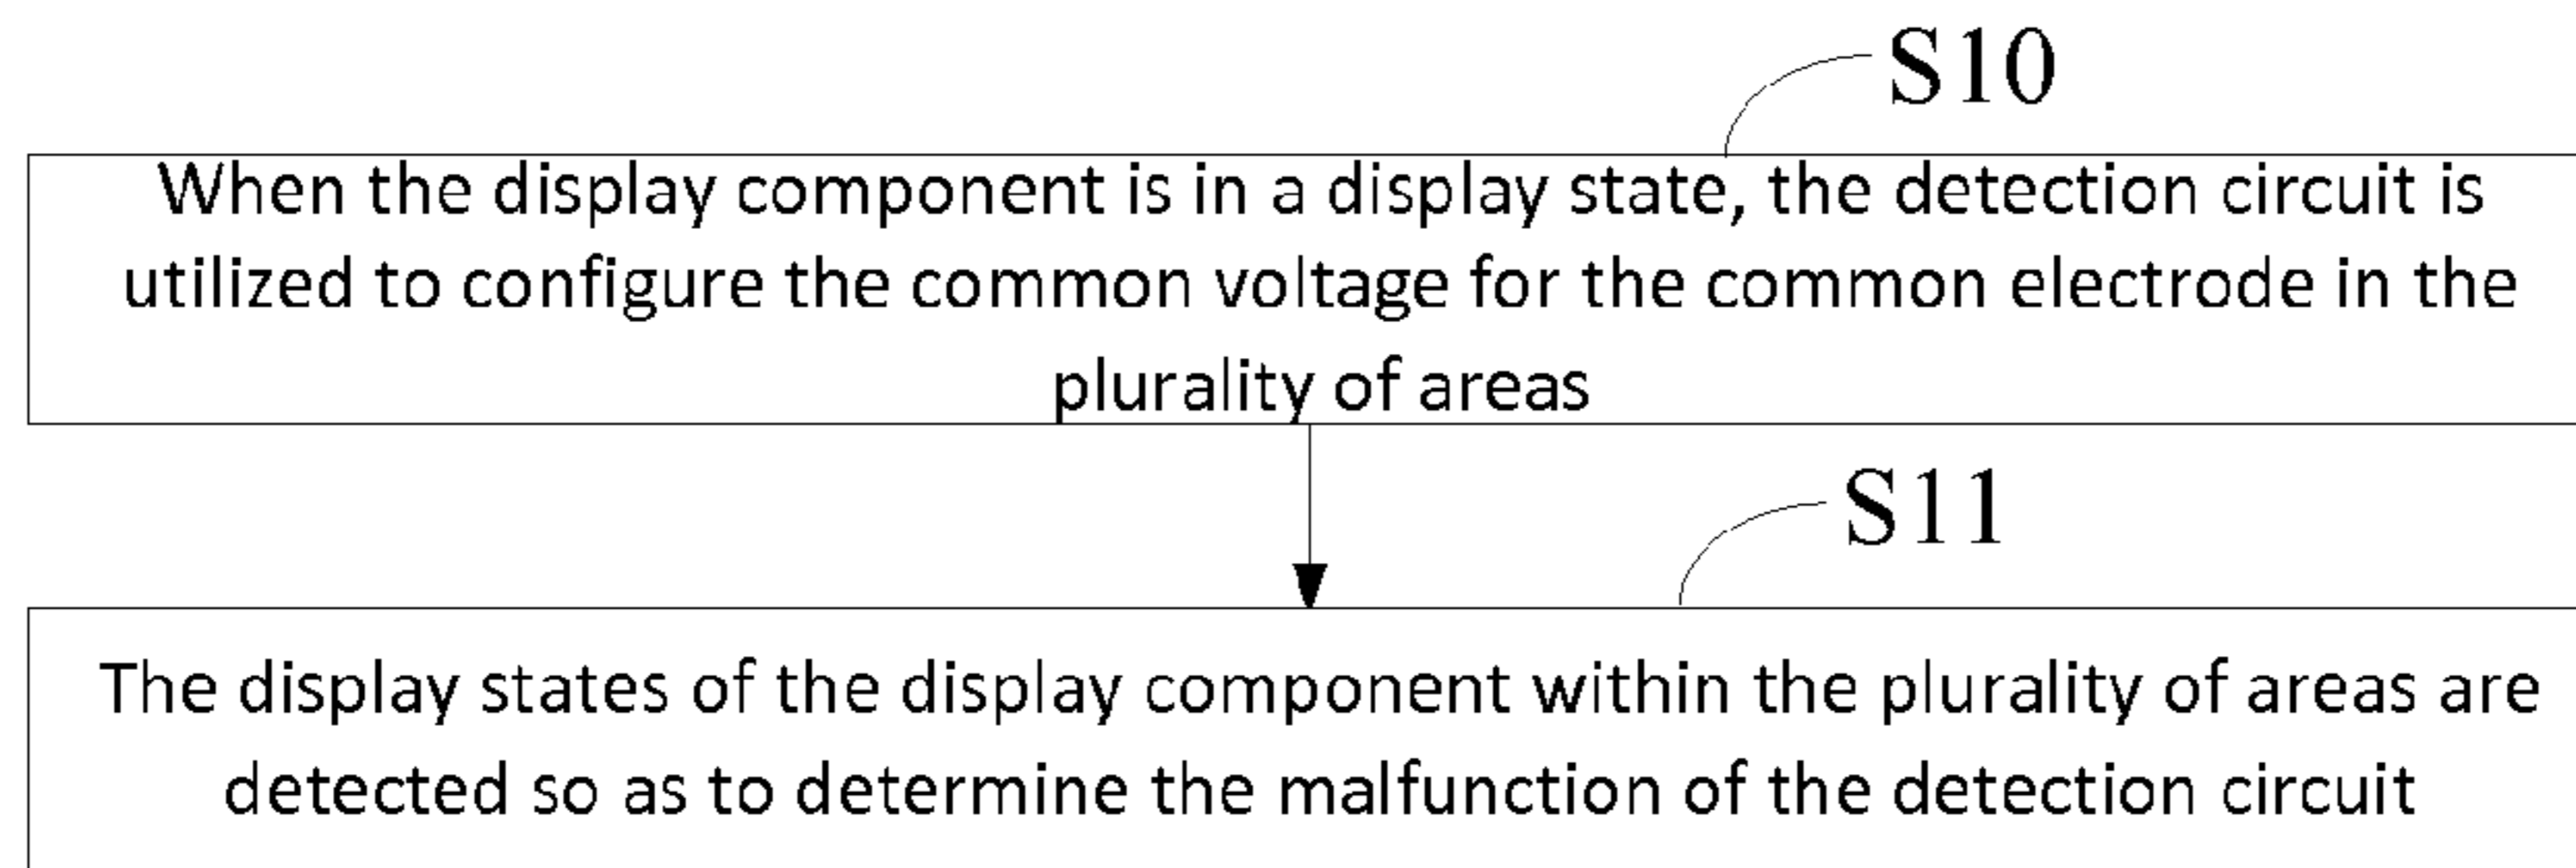 S10
When the display component is in a display state, the detection circuit is
utilized to configure the common voltage for the common electrode in the
plurality of areas
S11
The display states of the display component within the plurality of areas are
detected so as to determine the malfunction of the detection circuit